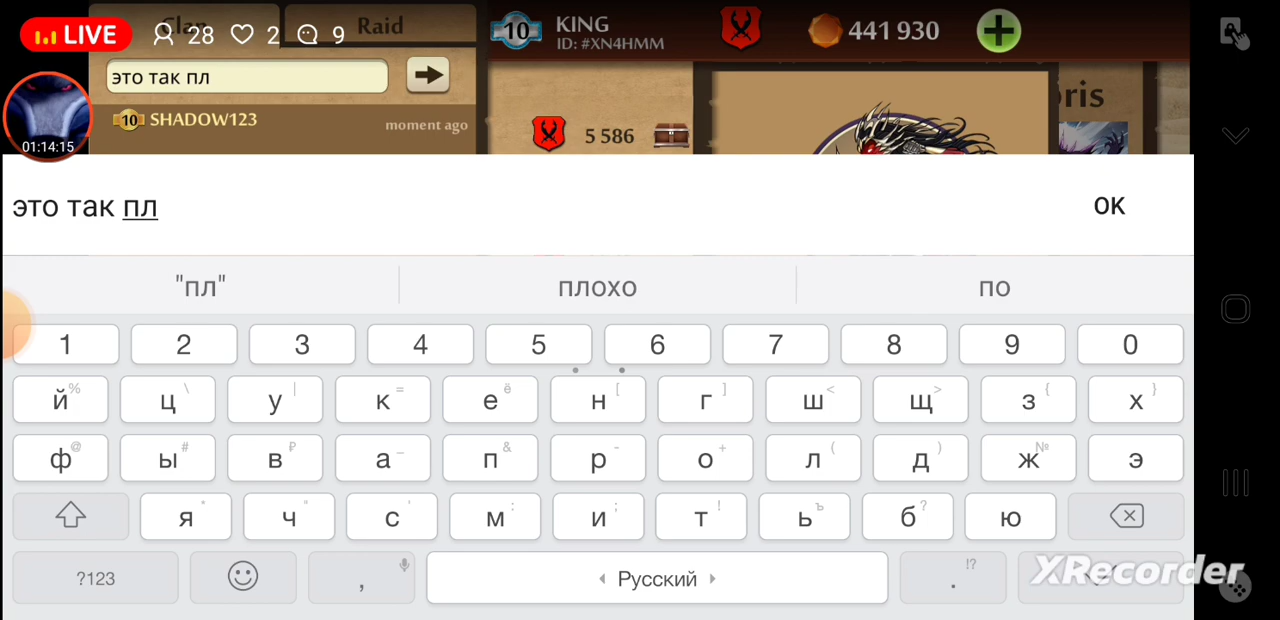 LIVE 28 2 9
Clan Raid
10 KING
ID: #XN4HMM
441 930
это так пл
10 SHADOW123
moment ago
01:14:15
5 586
это так пл
OK
"пл" плохо по
1 2 3 4 5 6 7 8 9 0
й % ц \ у | к = е ё н [ г ] ш < щ > з { х }
ф @ ы # в ₽ а _ п & р - о + л ( д ) ж № э
я * ч " с ' м : и ; т ! ь ъ б ? ю
?123 , Русский . !?
XRecorder